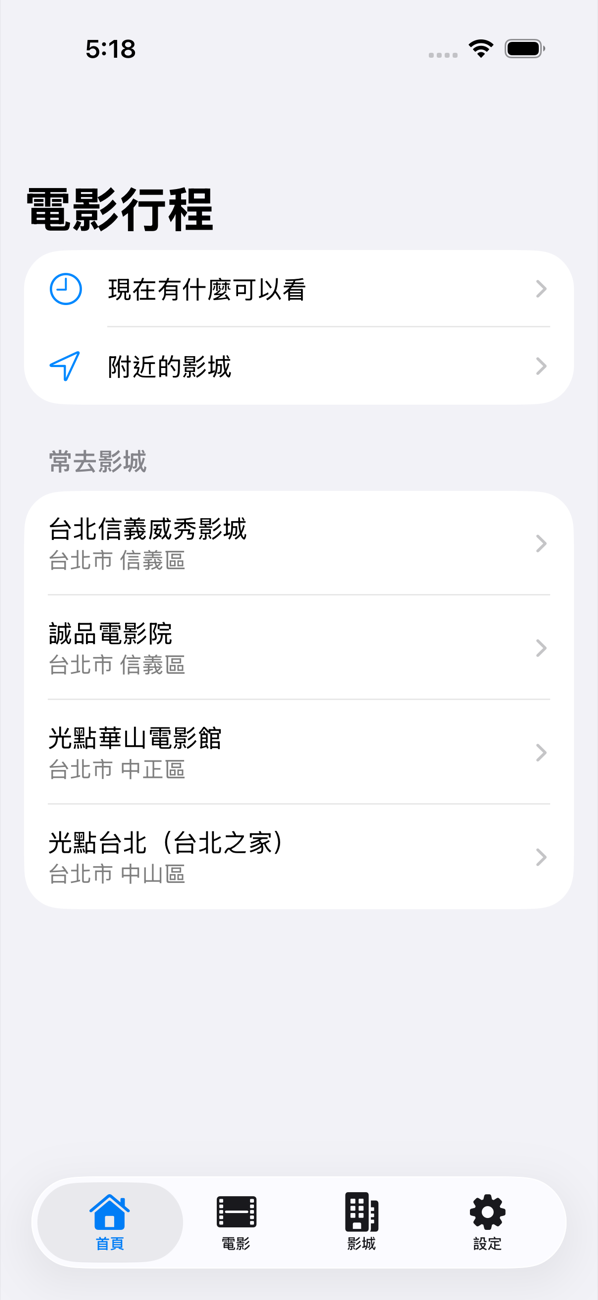 5:18
電影行程
現在有什麼可以看
附近的影城
常去影城
台北信義威秀影城
台北市 信義區
誠品電影院
台北市 信義區
光點華山電影館
台北市 中正區
光點台北（台北之家）
台北市 中山區
首頁
電影
影城
設定